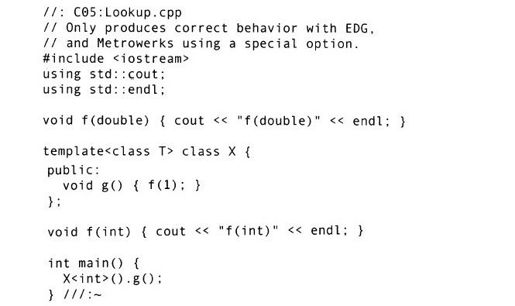 //: C05:Lookup.cpp
// Only produces correct behavior with EDG,
// and Metrowerks using a special option.
#include <iostream>
using std::cout;
using std::endl;
void f(double) { cout << "f(double)" << endl; }
template<class T> class X {
public:
void g() { f(1); }
};
void f(int) { cout << "f(int)" << endl; }
int main() {
X<int>().g();
} ///:~